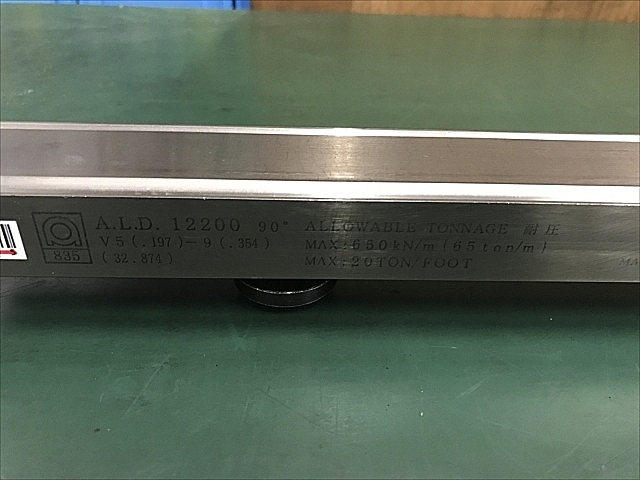 A.L.D. 12200 90° ALLOWABLE TONNAGE 耐圧
V5(.197)-9(.354) MAX:650kN/m{65ton/m}
835 (32.874) MAX:20TON/FOOT
MA